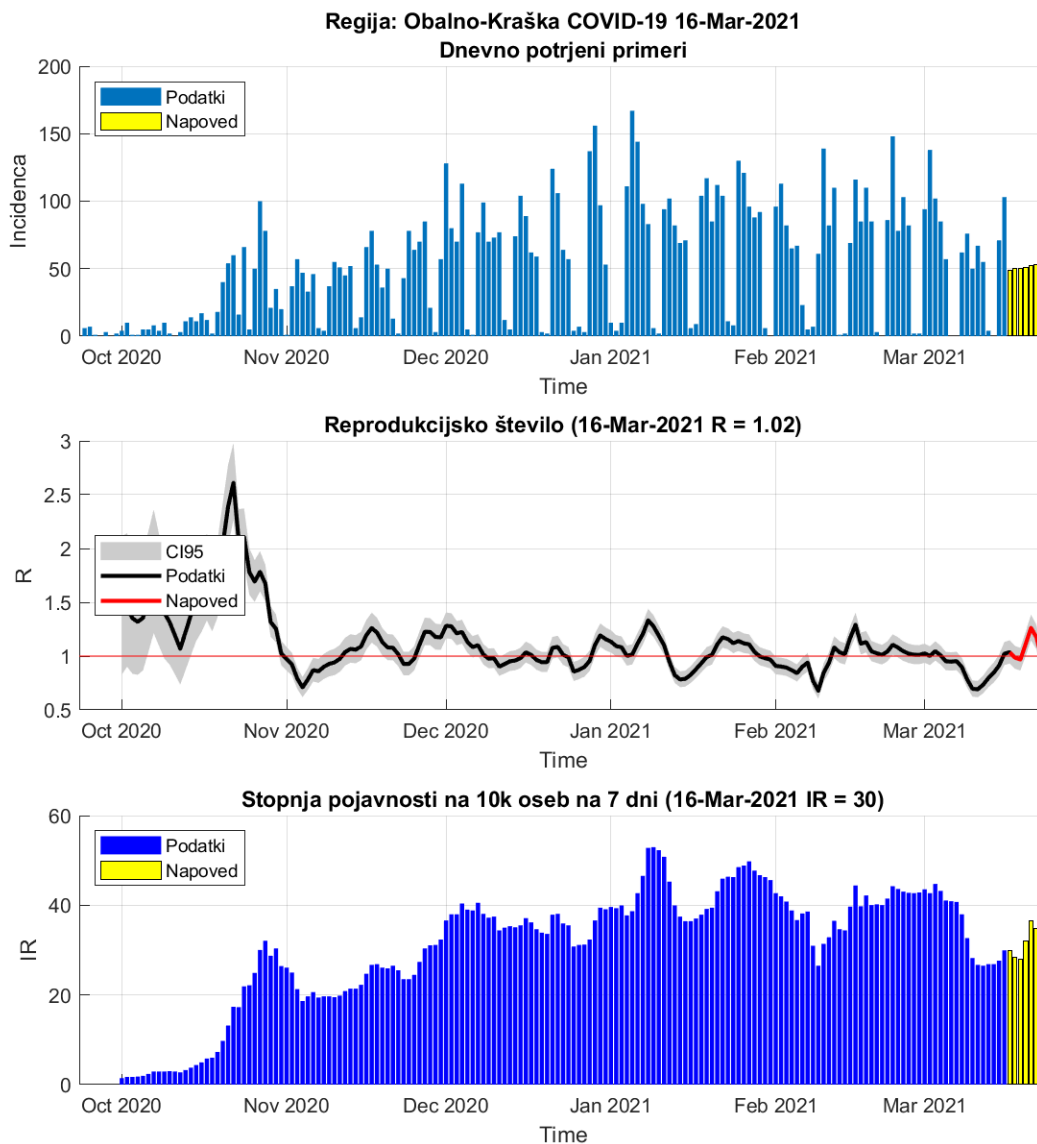 Regija: Obalno-Kraška COVID-19 16-Mar-2021
Dnevno potrjeni primeri
200
150
100
50
0
Incidenca
Podatki
Napoved
Oct 2020 Nov 2020 Dec 2020 Jan 2021 Feb 2021 Mar 2021
Time
Reprodukcijsko število (16-Mar-2021 R = 1.02)
3
2.5
2
1.5
1
0.5
R
CI95
Podatki
Napoved
Oct 2020 Nov 2020 Dec 2020 Jan 2021 Feb 2021 Mar 2021
Time
Stopnja pojavnosti na 10k oseb na 7 dni (16-Mar-2021 IR = 30)
60
40
20
0
IR
Podatki
Napoved
Oct 2020 Nov 2020 Dec 2020 Jan 2021 Feb 2021 Mar 2021
Time